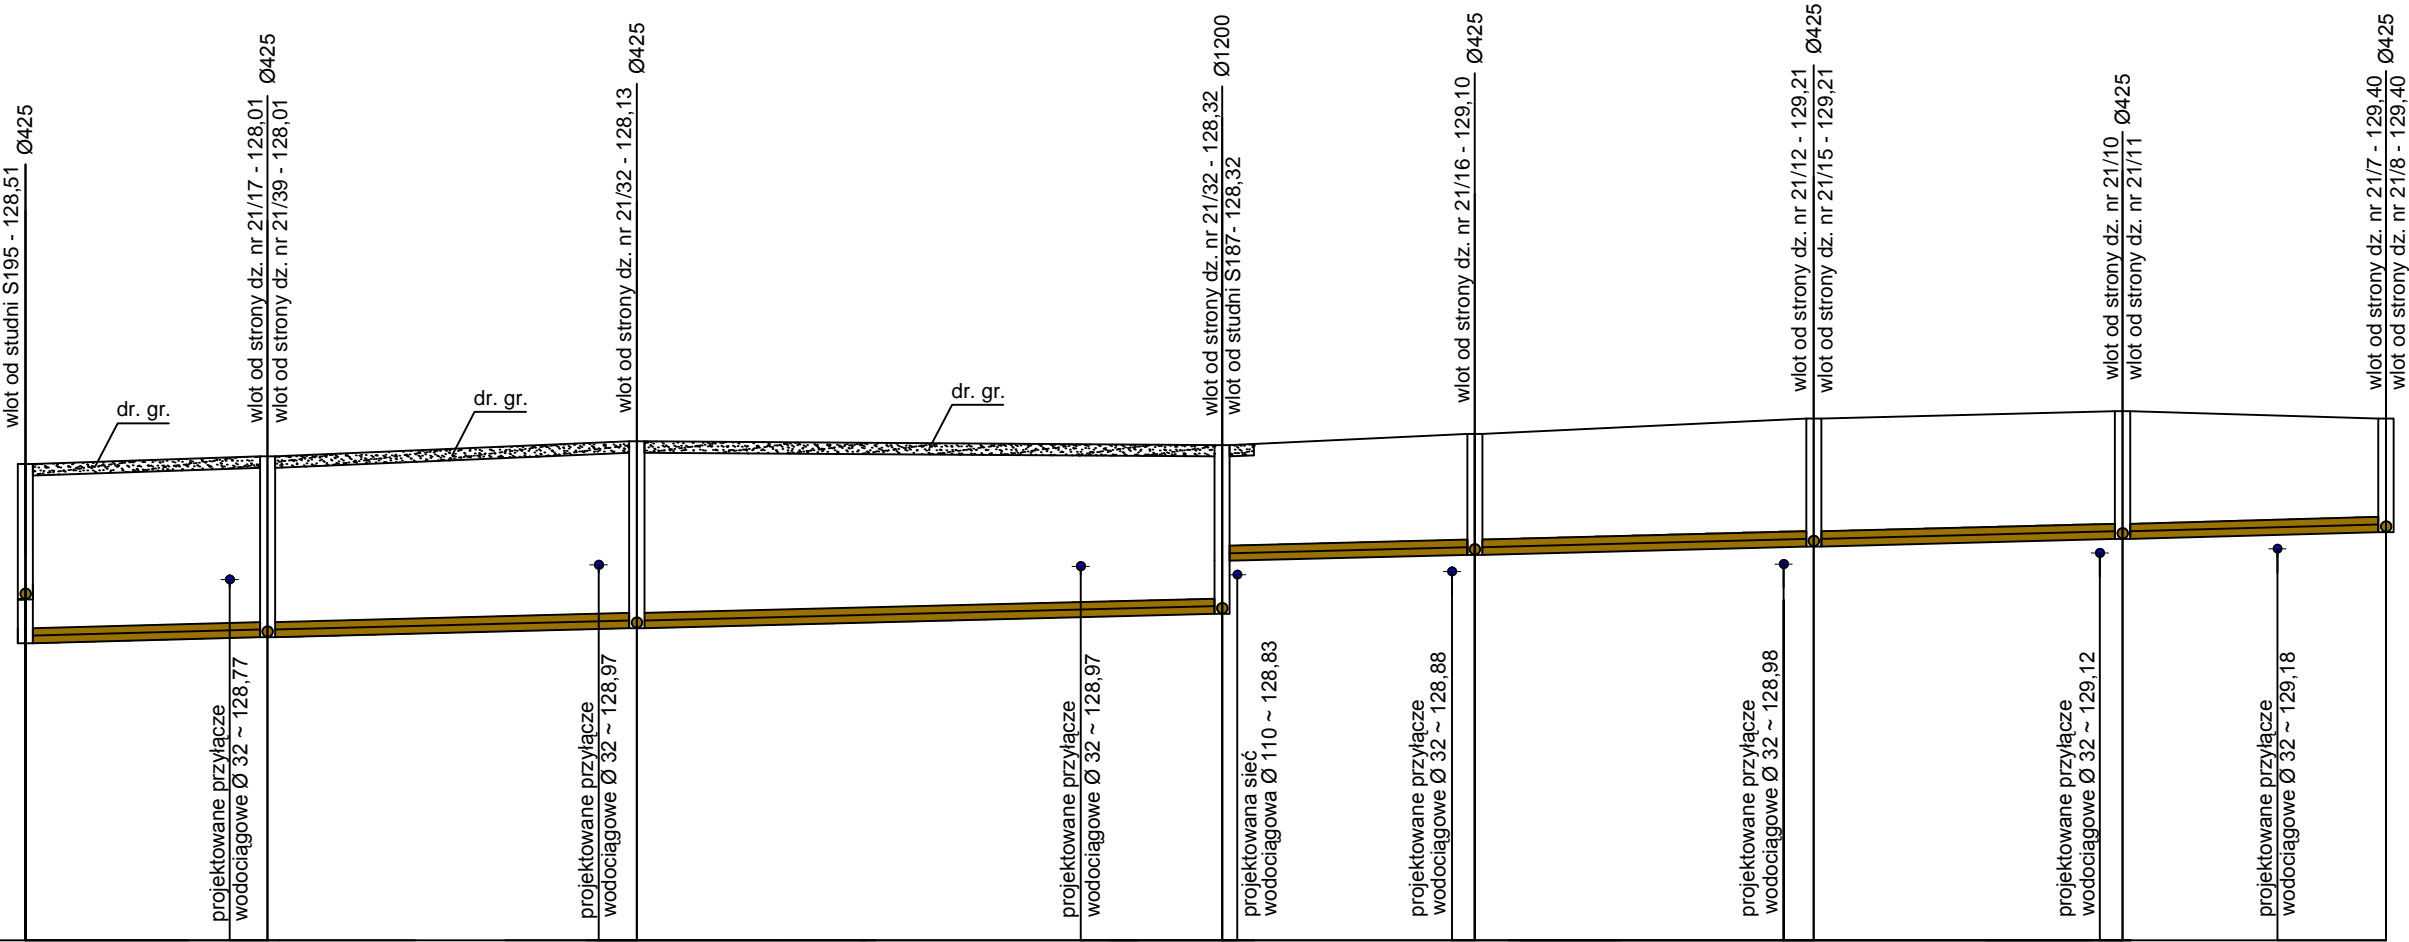 wlot od studni S195 - 128,51
Ø425
wlot od strony dz. nr 21/17 - 128,01
wlot od strony dz. nr 21/39 - 128,01
Ø425
wlot od strony dz. nr 21/32 - 128,13
Ø425
wlot od strony dz. nr 21/32 - 128,32
wlot od studni S187- 128,32
Ø1200
wlot od strony dz. nr 21/16 - 129,10
Ø425
wlot od strony dz. nr 21/12 - 129,21
wlot od strony dz. nr 21/15 - 129,21
Ø425
wlot od strony dz. nr 21/10
wlot od strony dz. nr 21/11
Ø425
wlot od strony dz. nr 21/7 - 129,40
wlot od strony dz. nr 21/8 - 129,40
Ø425
dr. gr.
dr. gr.
dr. gr.
projektowane przyłącze
wodociągowe Ø 32 ~ 128,77
projektowane przyłącze
wodociągowe Ø 32 ~ 128,97
projektowane przyłącze
wodociągowe Ø 32 ~ 128,97
projektowana sieć
wodociągowa Ø 110 ~ 128,83
projektowane przyłącze
wodociągowe Ø 32 ~ 128,88
projektowane przyłącze
wodociągowe Ø 32 ~ 128,98
projektowane przyłącze
wodociągowe Ø 32 ~ 129,12
projektowane przyłącze
wodociągowe Ø 32 ~ 129,18